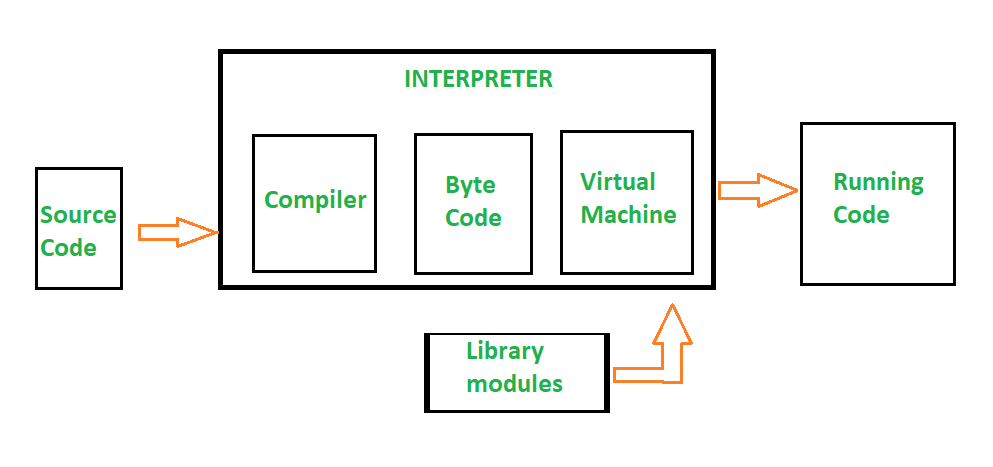 INTERPRETER
Source
Code
Compiler
Byte
Code
Virtual
Machine
Running
Code
Library
modules